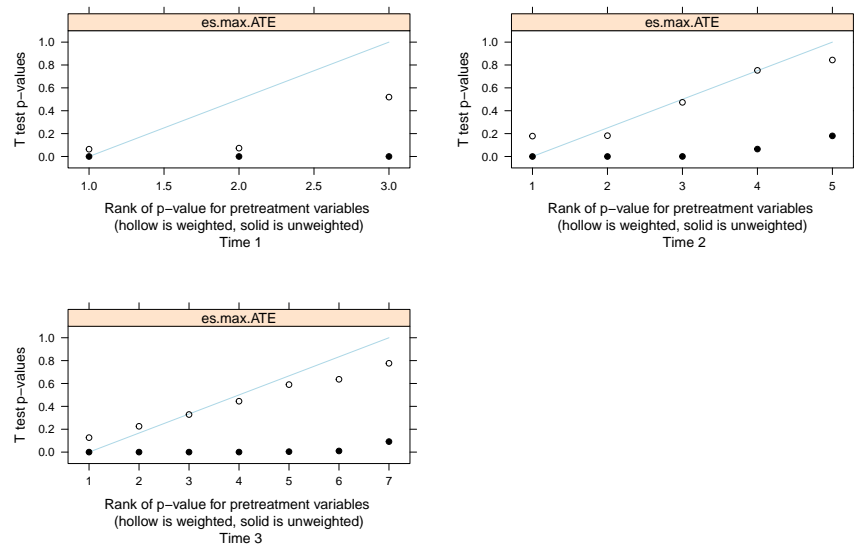 es.max.ATE
T test p−values
1.0
0.8
0.6
0.4
0.2
0.0
1.0 1.5 2.0 2.5 3.0
Rank of p−value for pretreatment variables
(hollow is weighted, solid is unweighted)
Time 1
es.max.ATE
T test p−values
1.0
0.8
0.6
0.4
0.2
0.0
1 2 3 4 5
Rank of p−value for pretreatment variables
(hollow is weighted, solid is unweighted)
Time 2
es.max.ATE
T test p−values
1.0
0.8
0.6
0.4
0.2
0.0
1 2 3 4 5 6 7
Rank of p−value for pretreatment variables
(hollow is weighted, solid is unweighted)
Time 3